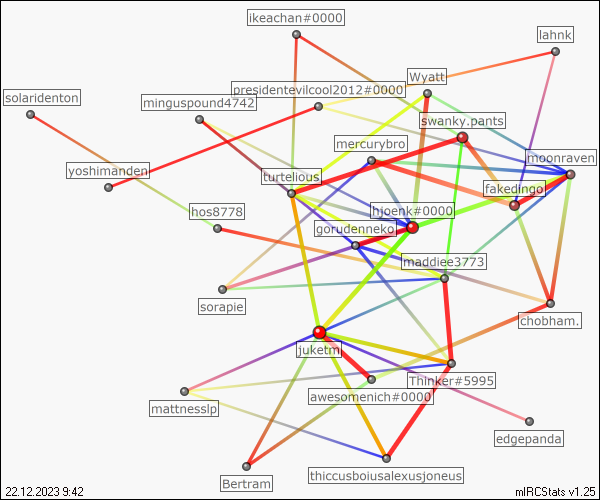 ikeachan#0000
lahnk
Wyatt
presidentevilcool2012#0000
solaridenton
minguspound4742
swanky.pants
mercurybro
moonraven
yoshimanden
turtelious
fakedingo
hos8778
hjoenk#0000
gorudenneko
maddiee3773
sorapie
chobham.
juketm
Thinker#5995
awesomenich#0000
mattnesslp
edgepanda
thiccusboiusalexusjoneus
Bertram
22.12.2023 9:42
mIRCStats v1.25